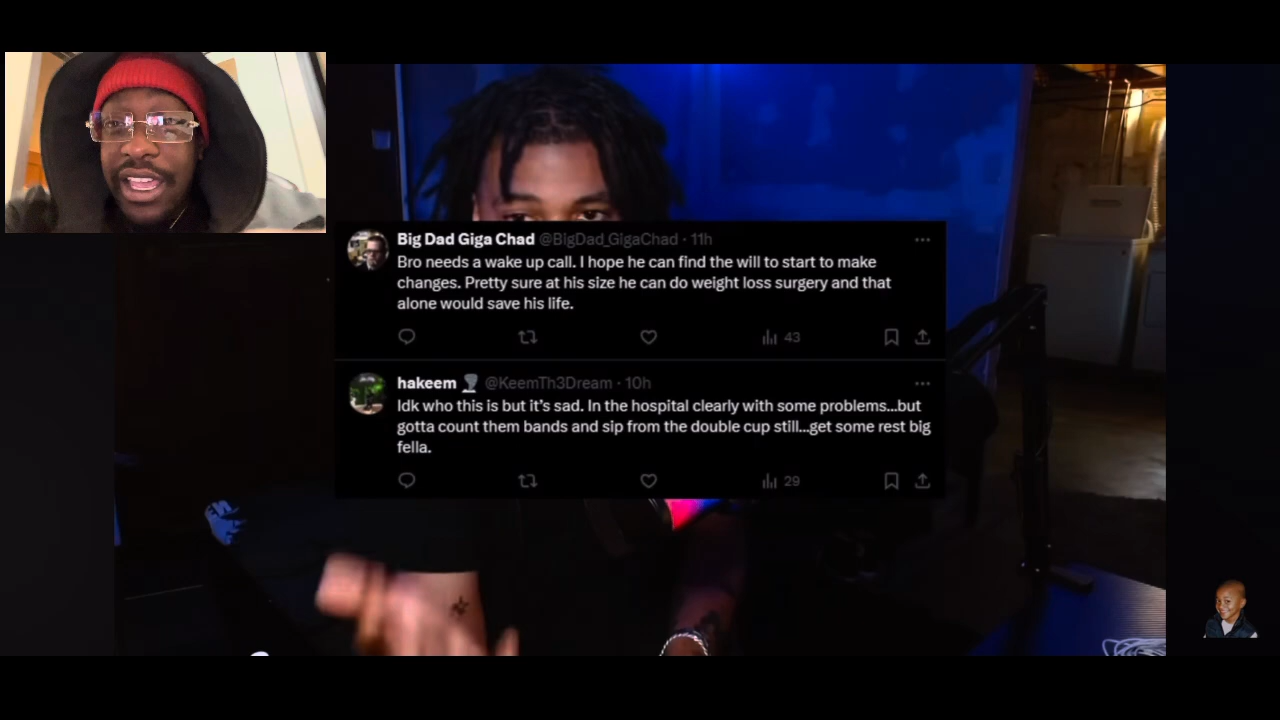 Big Dad Giga Chad @BigDad_GigaChad · 11h
Bro needs a wake up call. I hope he can find the will to start to make
changes. Pretty sure at his size he can do weight loss surgery and that
alone would save his life.
43
hakeem @KeemTh3Dream · 10h
Idk who this is but it's sad. In the hospital clearly with some problems...but
gotta count them bands and sip from the double cup still...get some rest big
fella.
29